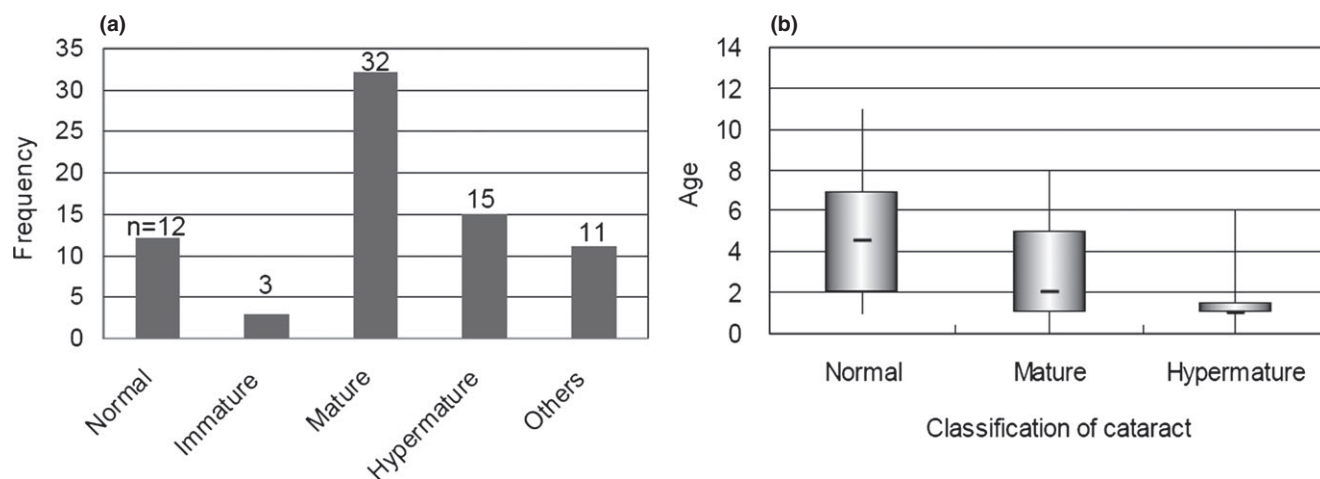 (a)
35
30
25
20
15
10
5
0
Frequency
n=12
3
32
15
11
Normal
Immature
Mature
Hypermature
Others
(b)
14
12
10
8
6
4
2
0
Age
Normal
Mature
Hypermature
Classification of cataract